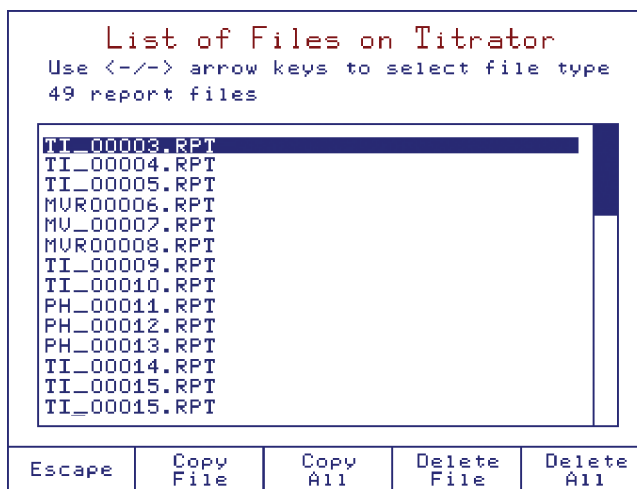 List of Files on Titrator
Use <-/-> arrow keys to select file type
49 report files
TI_00003.RPT
TI_00004.RPT
TI_00005.RPT
MVR00006.RPT
MV_00007.RPT
MVR00008.RPT
TI_00009.RPT
TI_00010.RPT
PH_00011.RPT
PH_00012.RPT
PH_00013.RPT
TI_00014.RPT
TI_00015.RPT
TI_00015.RPT
Escape
Copy File
Copy All
Delete File
Delete All